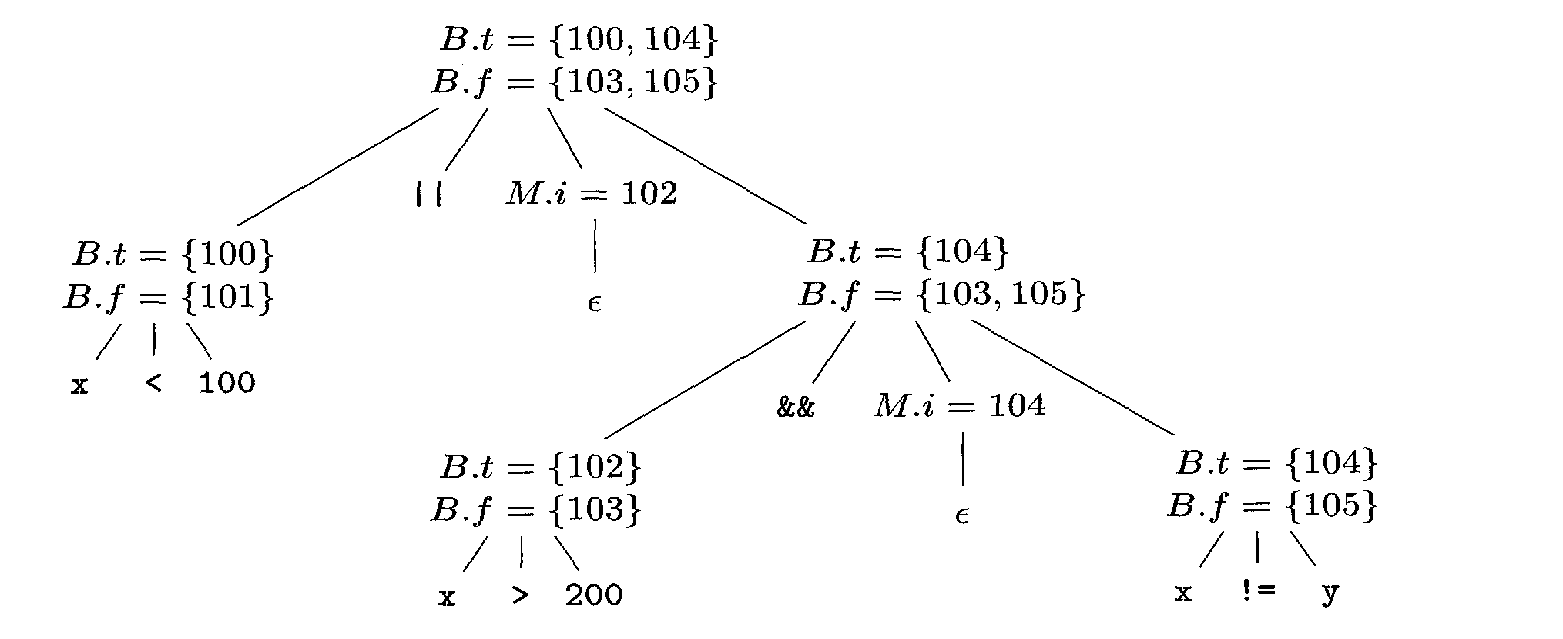 B.t = {100, 104}
B.f = {103, 105}
|| M.i = 102
B.t = {100}
B.f = {101}
B.t = {104}
B.f = {103, 105}
ϵ
x < 100
&& M.i = 104
B.t = {102}
B.f = {103}
B.t = {104}
B.f = {105}
ϵ
x > 200
x != y